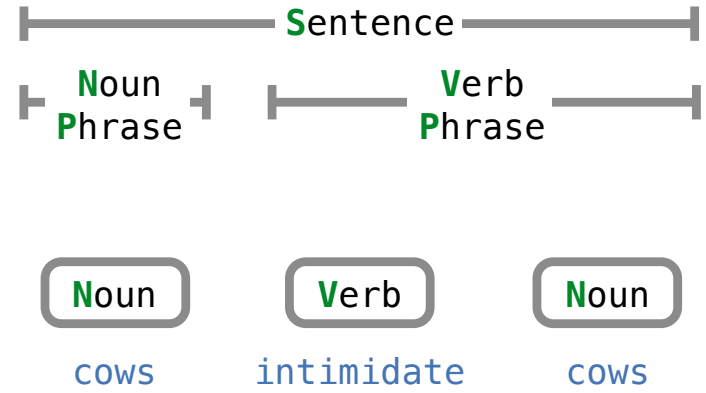 Sentence
Noun Verb
Phrase Phrase
Noun Verb Noun
cows intimidate cows